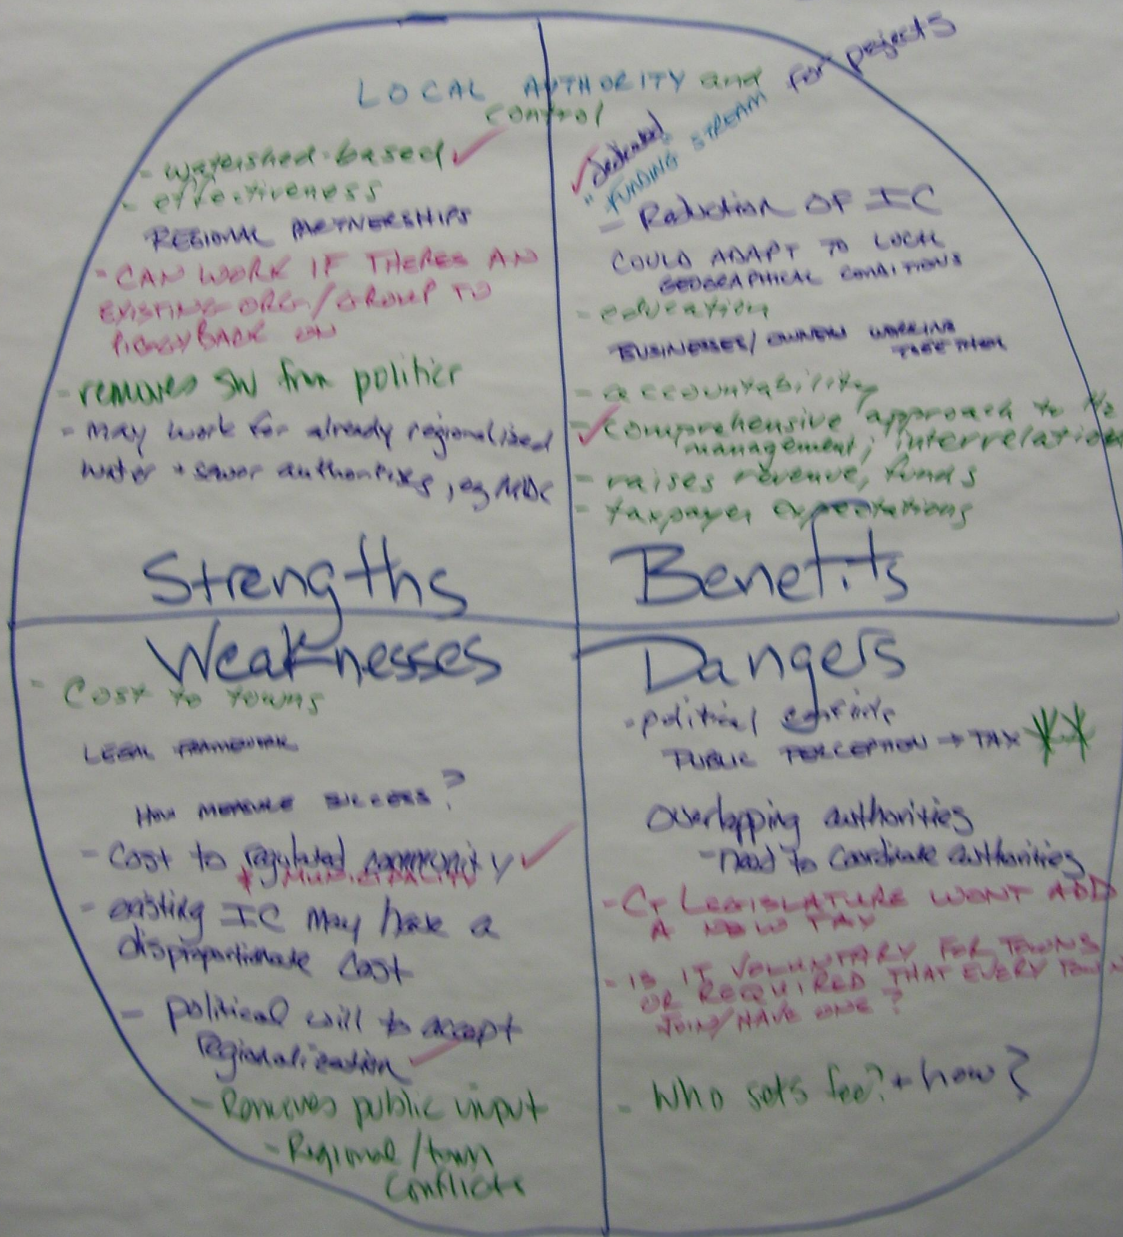 LOCAL AUTHORITY and
control
- watershed-based
- effectiveness
REGIONAL PARTNERSHIPS
- CAN WORK IF THERES AN
EXISTING ORG/GROUP TO
PIGGYBACK ON
- removes SW from politics
- may work for already regionalized
water + sewer authorities, eg MDC
Strengths
dedicated for projects
" FUNDING STREAM
- Reduction OF IC
COULD ADAPT TO LOCAL
GEOGRAPHICAL CONDITIONS
- education
BUSINESSES/OWNERS WORKING
TOGETHER
- accountability
- comprehensive approach to
management, interrelation
- raises revenue, funds
- taxpayer expectations
Benefits
Weaknesses
- Cost to towns
LEGAL FRAMEWORK
HOW MEASURE SUCCESS?
- Cost to regulated community
+ MUNICIPALITY
- existing IC may have a
disproportionate cost
- political will to accept
regionalization
- Removes public input
- Regional/town
Conflicts
Dangers
- political
PUBLIC PERCEPTION → TAX
Overlapping authorities
- need to coordinate authorities
- CT LEGISLATURE WONT ADD
A NEW TAX
- IS IT VOLUNTARY FOR TOWNS
OR REQUIRED THAT EVERY TOWN
JOIN/HAVE ONE?
- Who sets fee? + how?